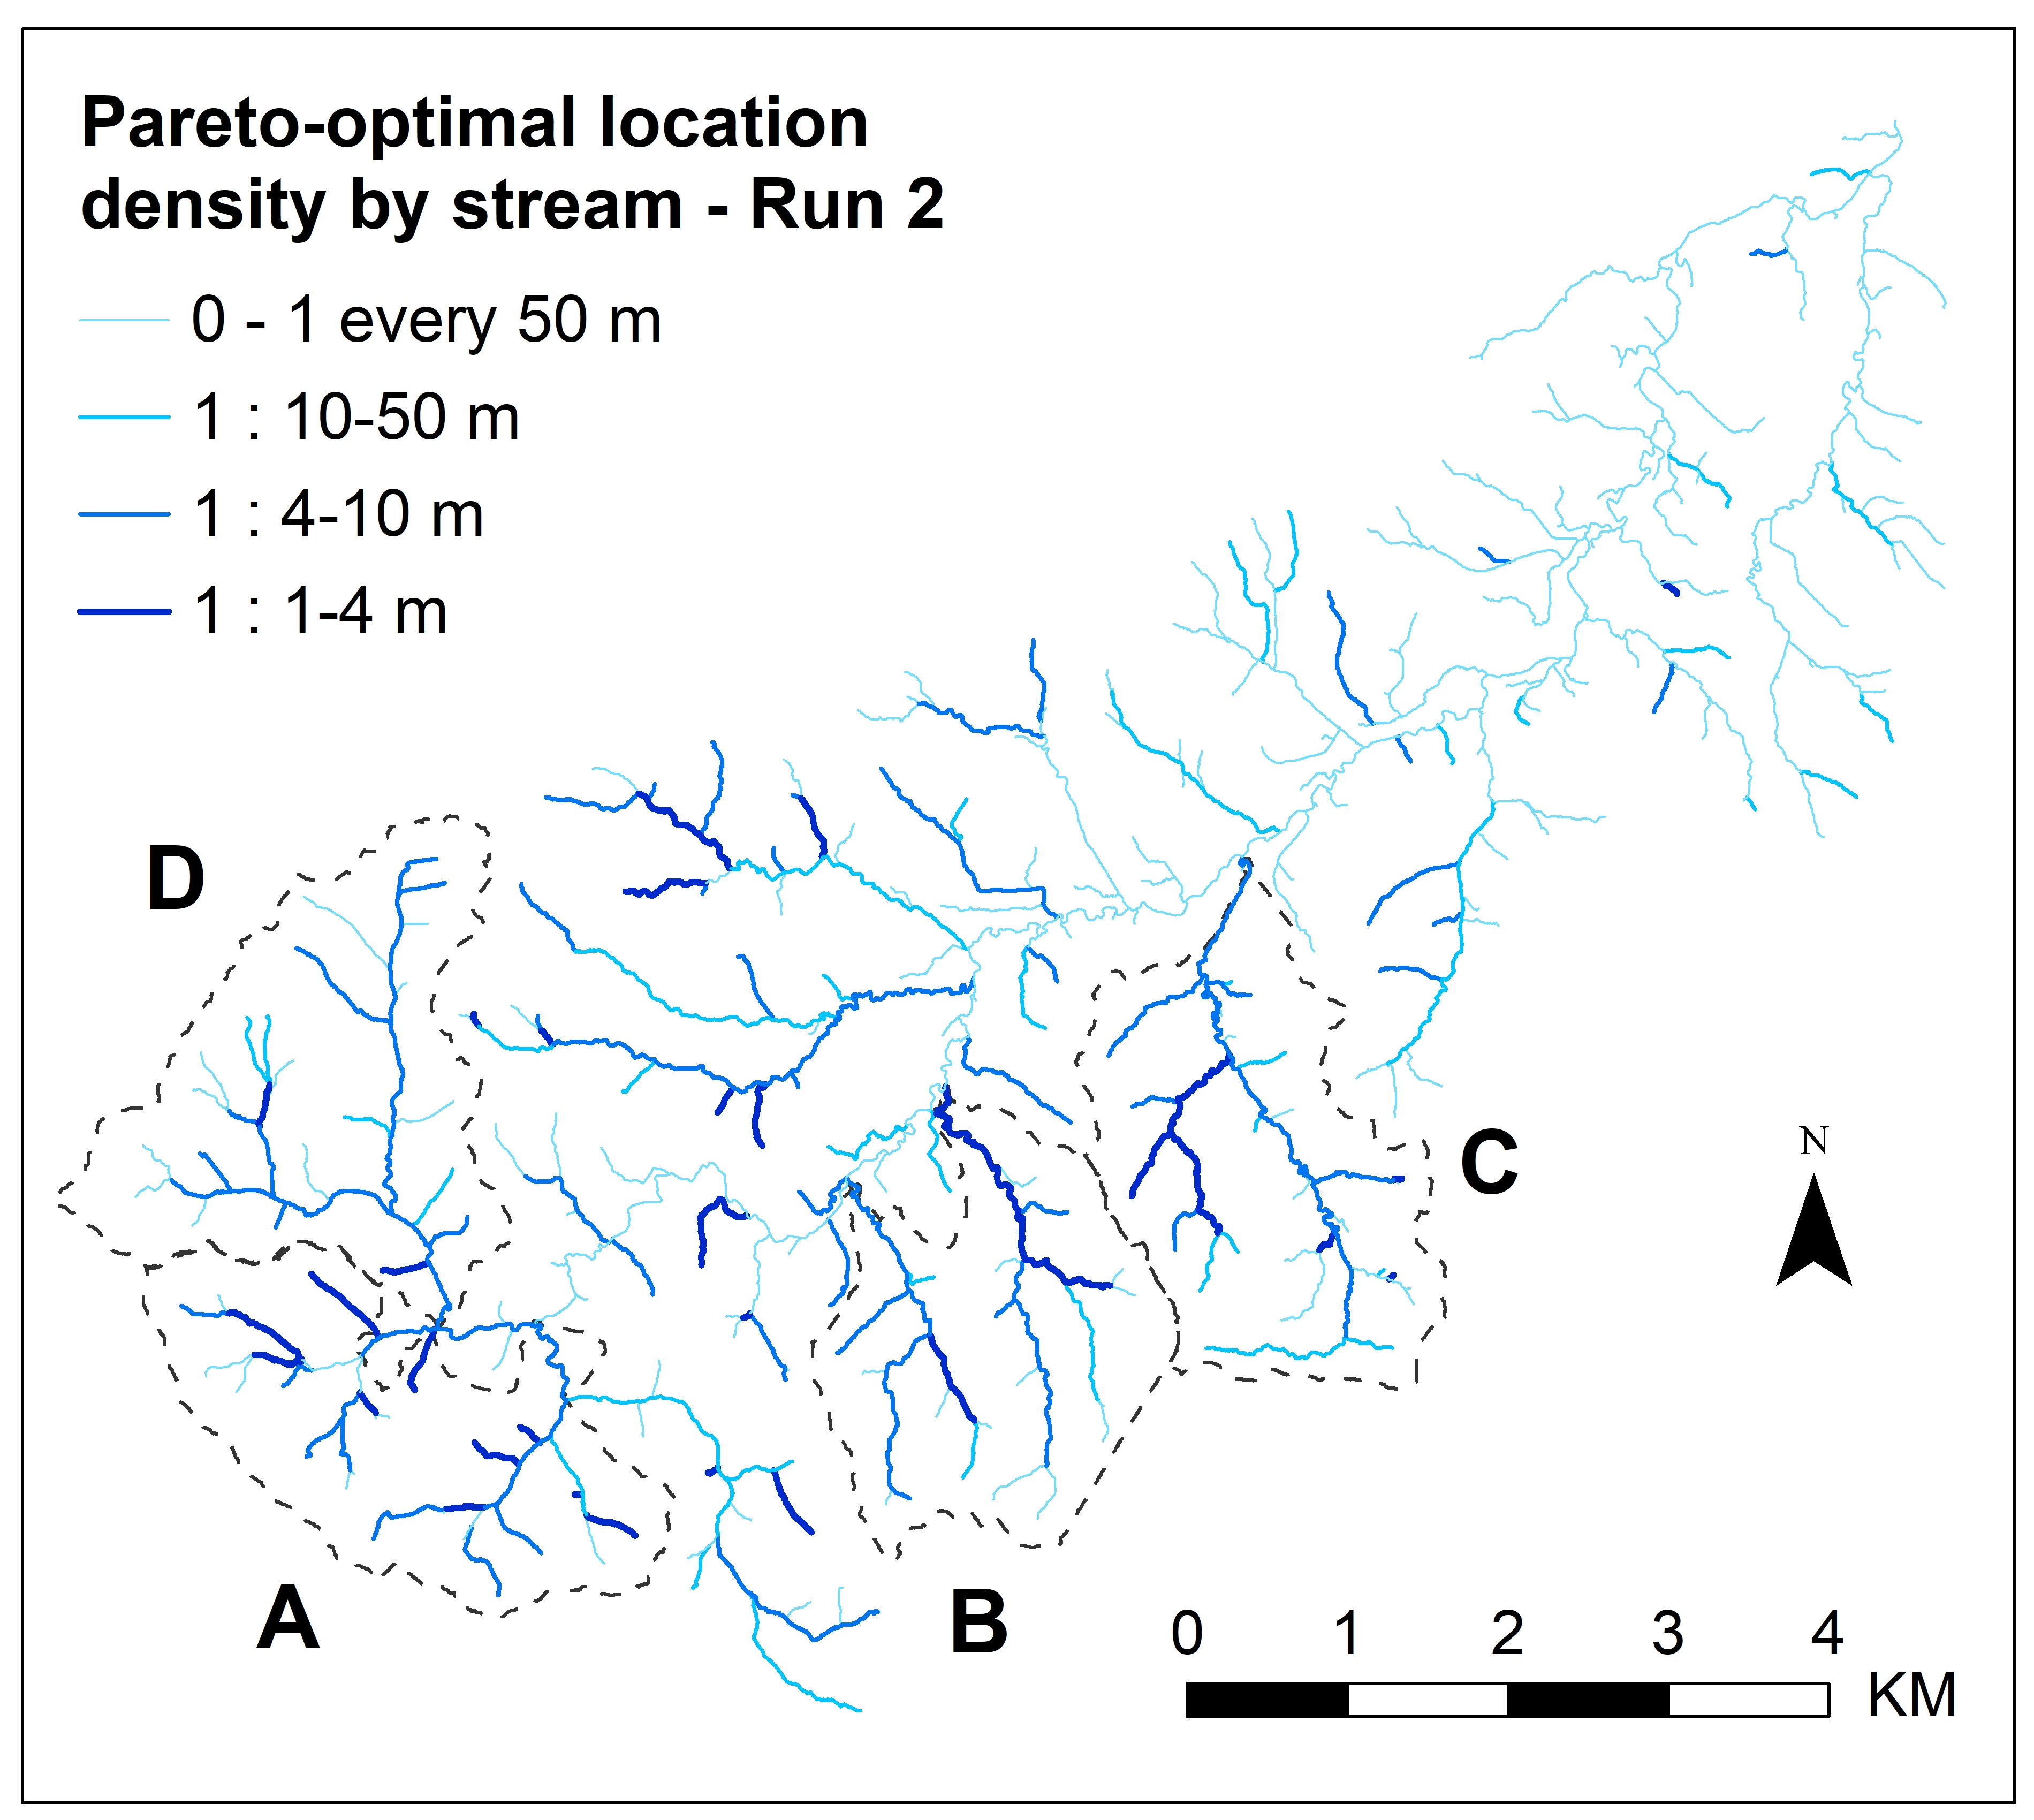 Pareto-optimal location
density by stream - Run 2
0 - 1 every 50 m
1 : 10-50 m
1 : 4-10 m
1 : 1-4 m
D
C
N
A
B
0 1 2 3 4
KM